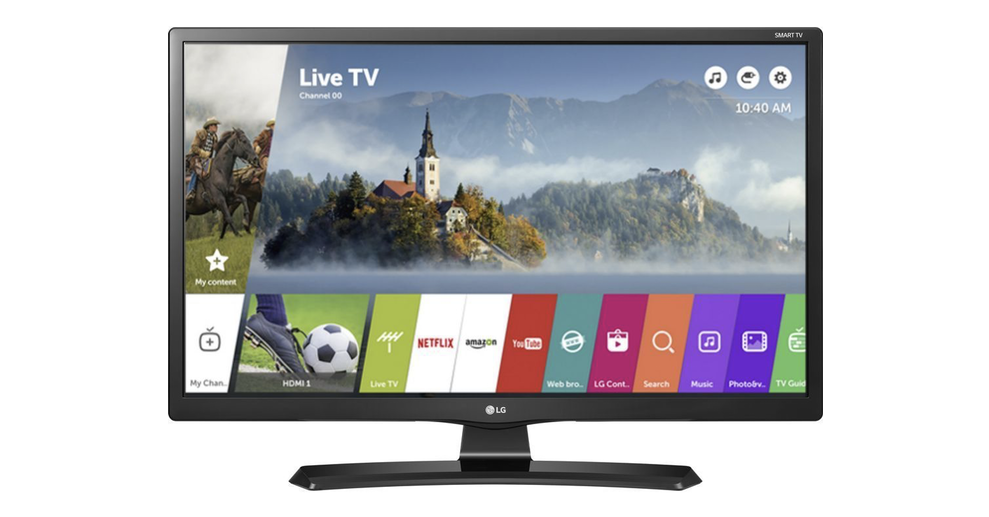 SMART TV
Live TV
Channel 00
10:40 AM
My content
My Chan..
HDMI 1
Live TV
NETFLIX
amazon
YouTube
Web bro..
LG Cont..
Search
Music
Photo&v..
TV Guid
LG